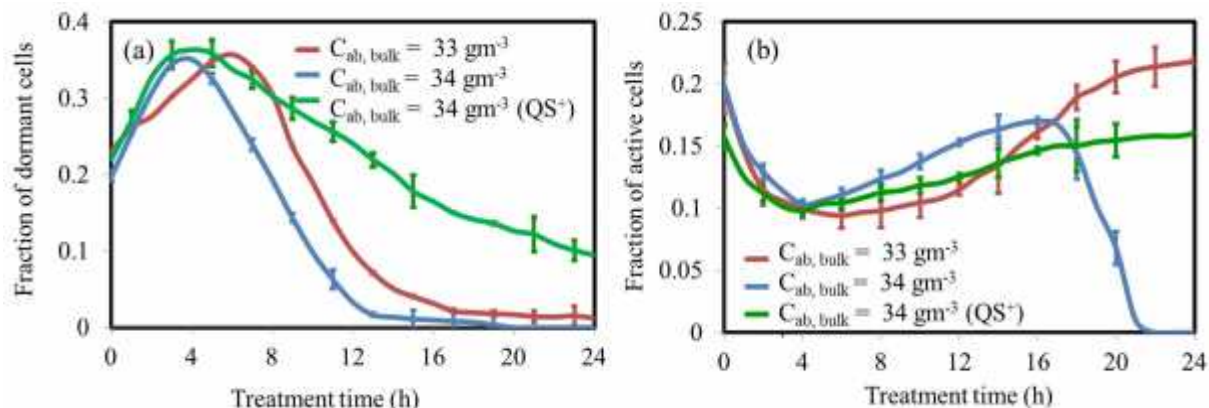 0.4
0.3
0.2
0.1
0
Fraction of dormant cells
(a)
C_ab, bulk = 33 gm⁻³
C_ab, bulk = 34 gm⁻³
C_ab, bulk = 34 gm⁻³ (QS⁺)
0 4 8 12 16 20 24
Treatment time (h)
0.25
0.2
0.15
0.1
0.05
0
Fraction of active cells
(b)
C_ab, bulk = 33 gm⁻³
C_ab, bulk = 34 gm⁻³
C_ab, bulk = 34 gm⁻³ (QS⁺)
0 4 8 12 16 20 24
Treatment time (h)